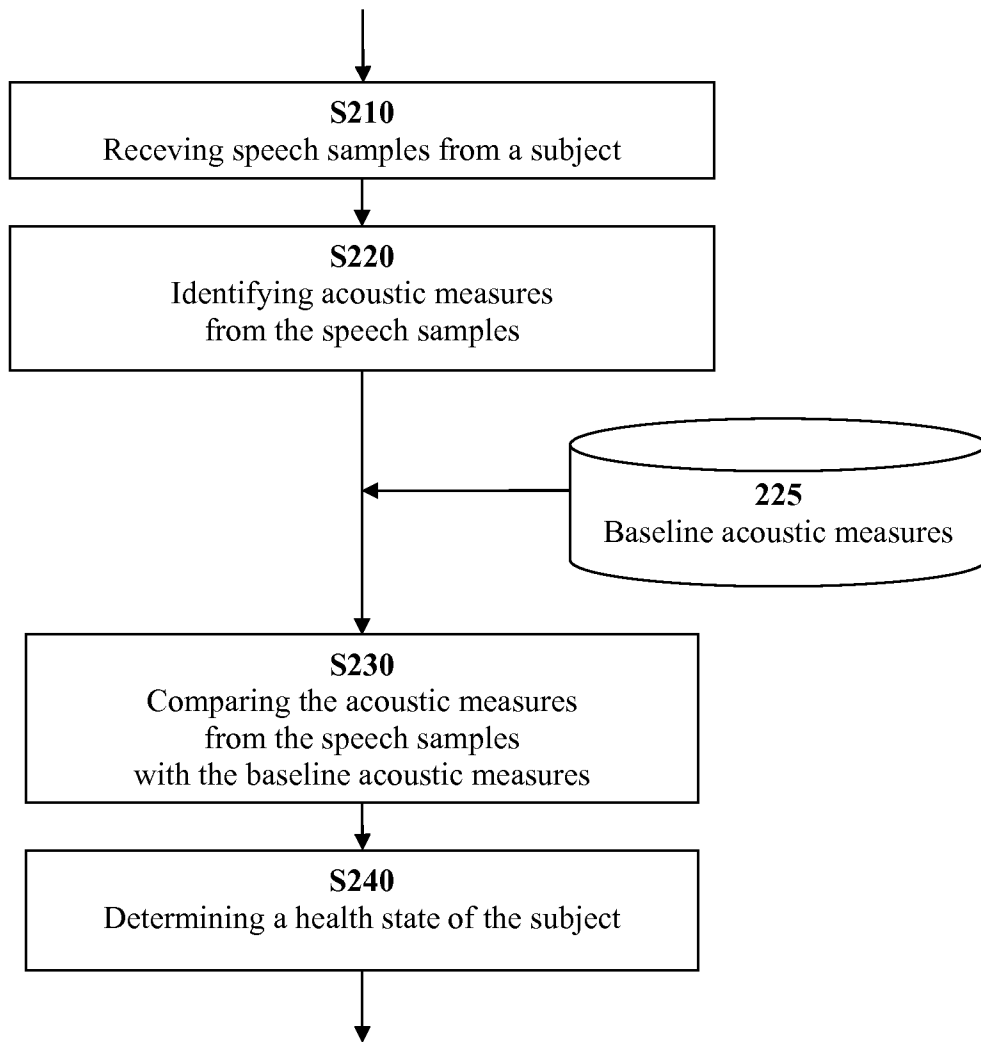 S210
Receving speech samples from a subject
S220
Identifying acoustic measures
from the speech samples
225
Baseline acoustic measures
S230
Comparing the acoustic measures
from the speech samples
with the baseline acoustic measures
S240
Determining a health state of the subject